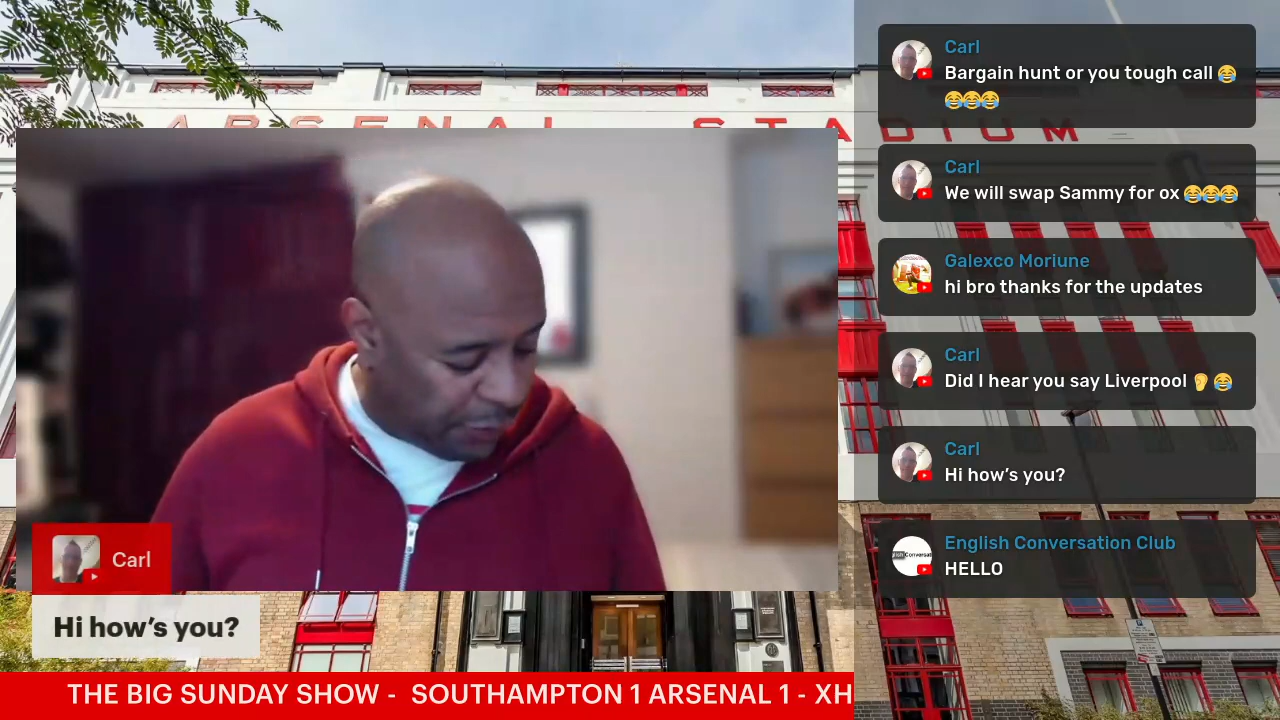 ARSENAL STADIUM
Carl
Bargain hunt or you tough call 😂
😂😂😂
Carl
We will swap Sammy for ox 😂😂😂
Galexco Moriune
hi bro thanks for the updates
Carl
Did I hear you say Liverpool 👂😂
Carl
Hi how’s you?
English Conversation Club
HELLO
Carl
Hi how’s you?
THE BIG SUNDAY SHOW - SOUTHAMPTON 1 ARSENAL 1 - XH